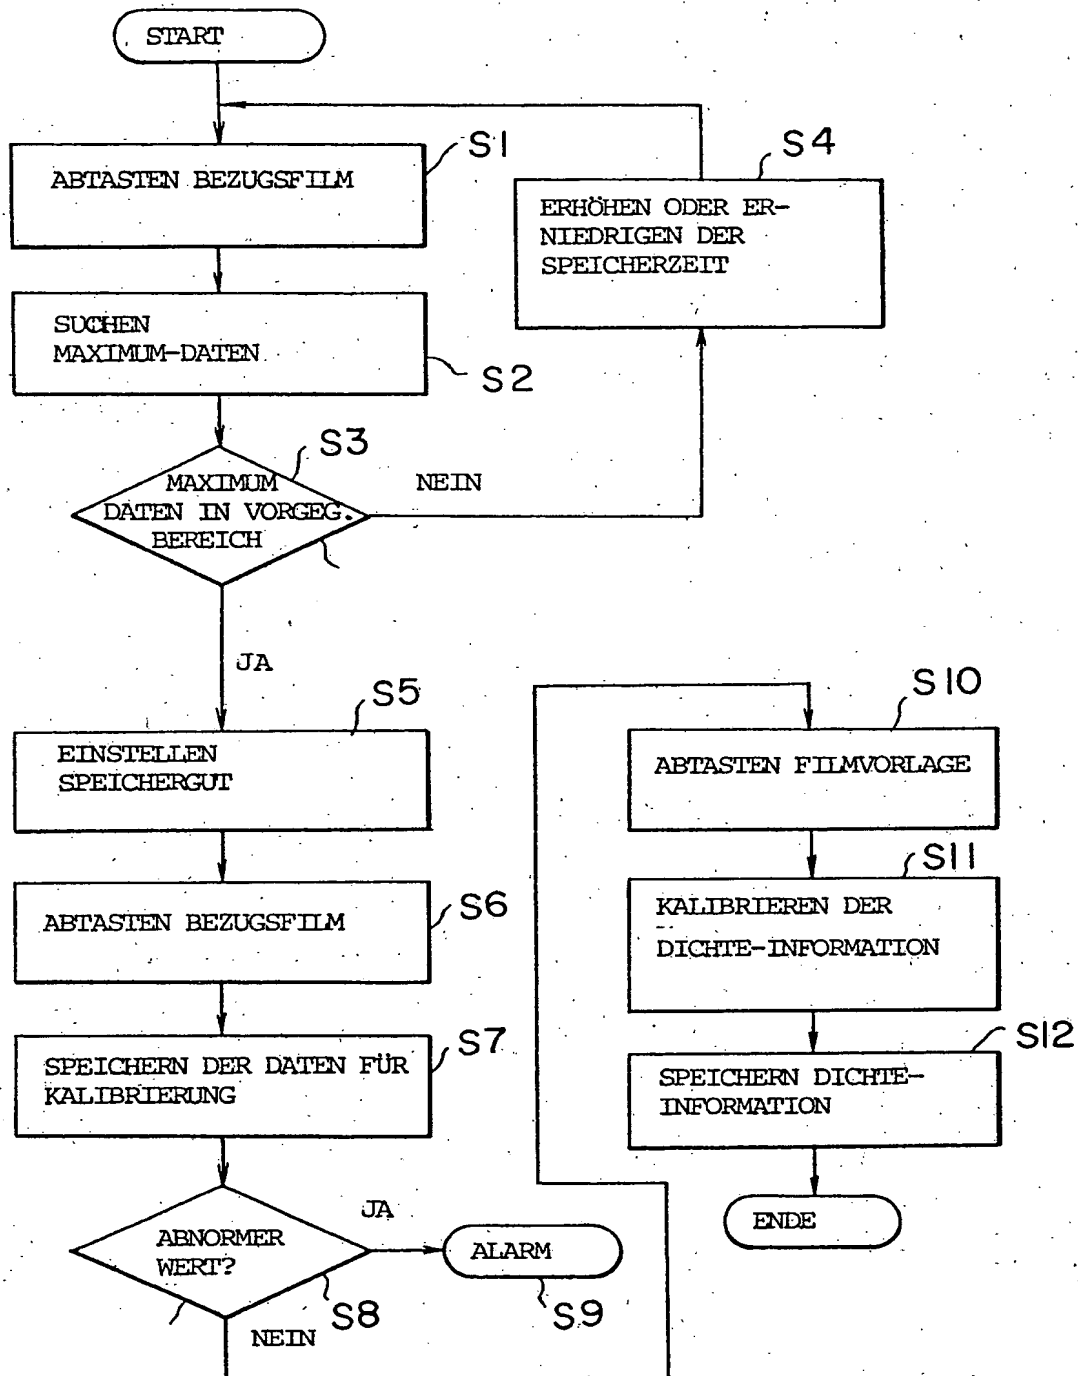 START
S1
ABTASTEN BEZUGSFILM
S4
ERHÖHEN ODER ER-
NIEDRIGEN DER
SPEICHERZEIT
SUCHEN
MAXIMUM-DATEN
S2
S3
MAXIMUM
DATEN IN VORGEG.
BEREICH
NEIN
JA
S5
EINSTELLEN
SPEICHERGUT
ABTASTEN BEZUGSFILM
S6
SPEICHERN DER DATEN FÜR
KALIBRIERUNG
S7
ABNORMER
WERT?
S8
JA
ALARM
S9
NEIN
S10
ABTASTEN FILMVORLAGE
S11
KALIBRIEREN DER
DICHTE-INFORMATION
S12
SPEICHERN DICHTE-
INFORMATION
ENDE